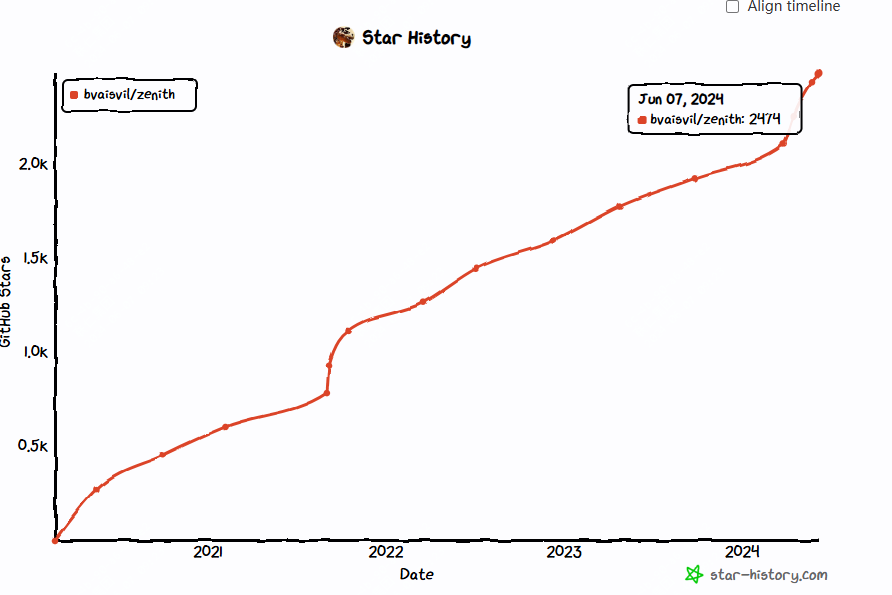 Align timeline
Star History
bvaisvil/zenith
Jun 07, 2024
bvaisvil/zenith: 2474
2.0K
1.5K
1.0K
0.5K
GitHub Stars
2021 2022 2023 2024
Date
star-history.com